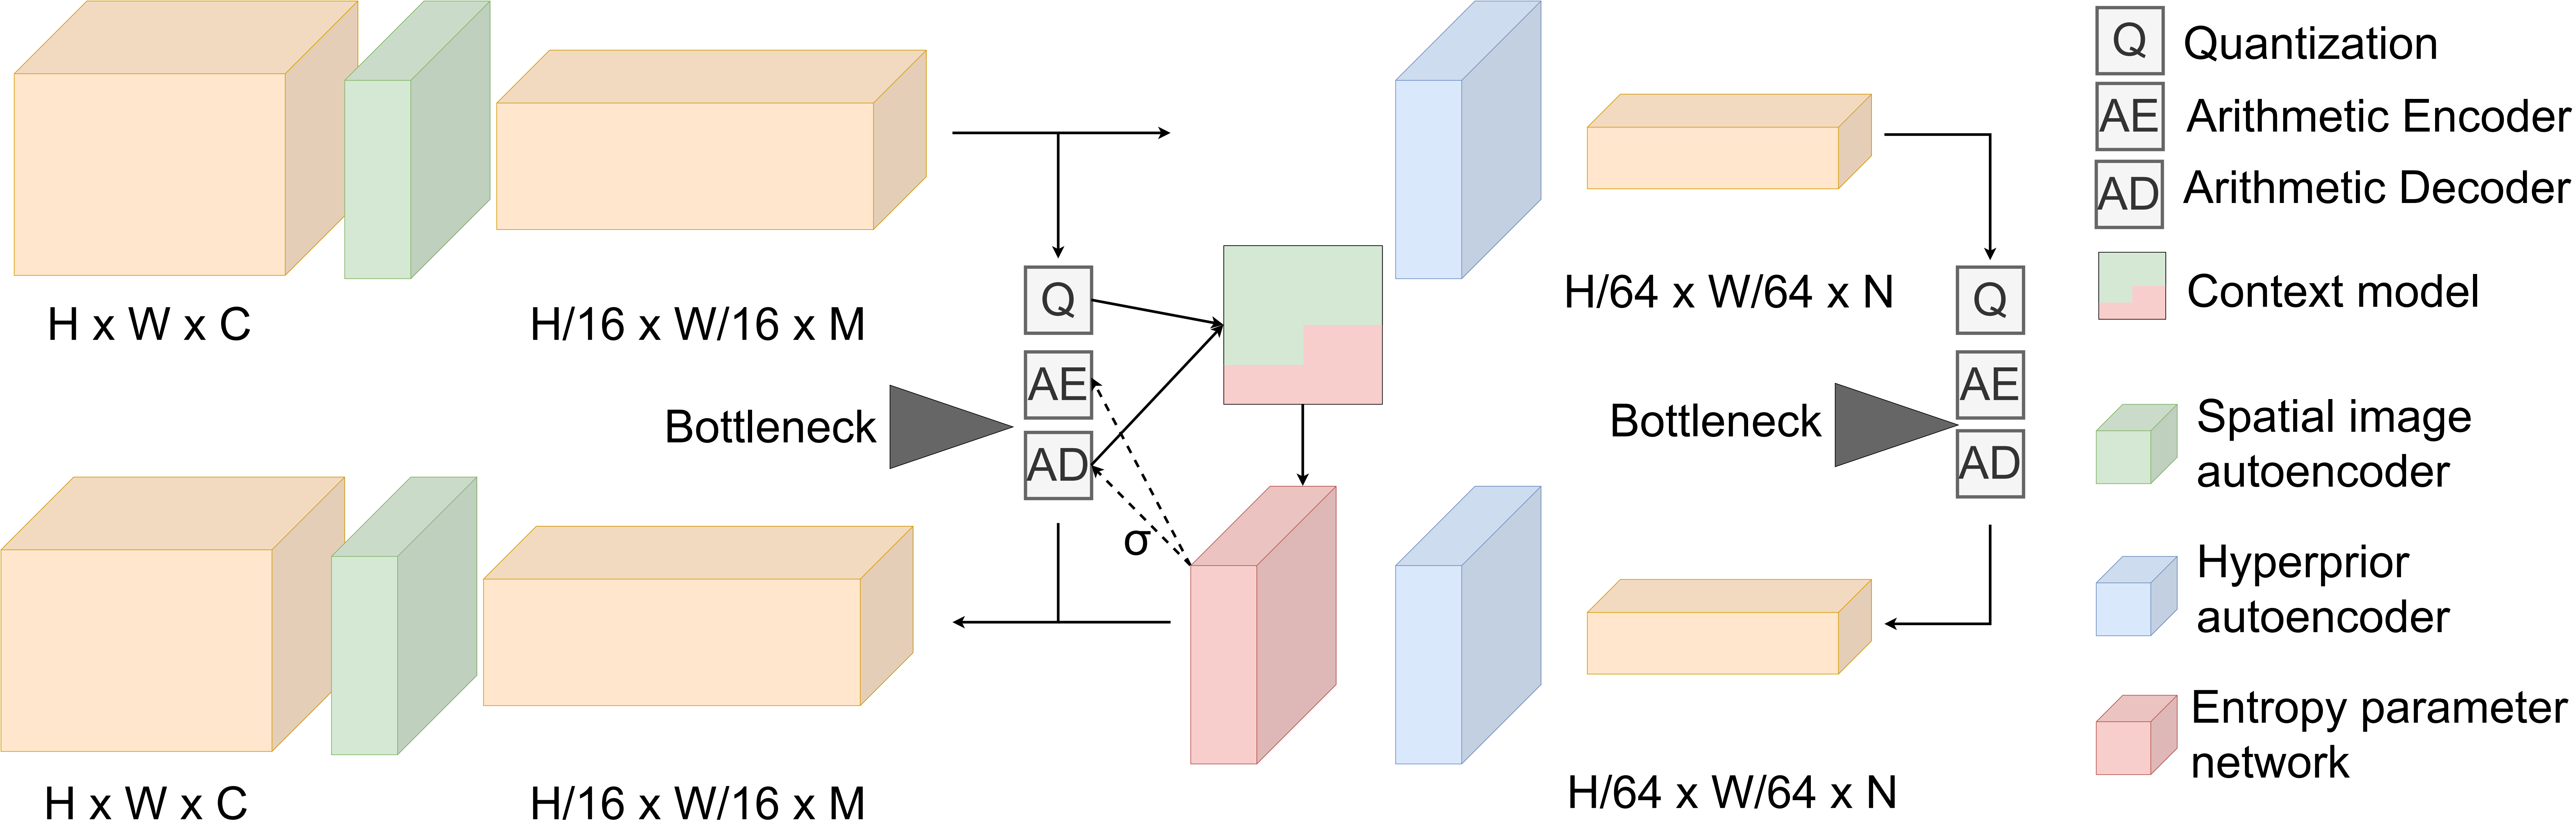 H x W x C
H/16 x W/16 x M
Q
AE
AD
Bottleneck
σ
H/64 x W/64 x N
Q
AE
AD
Bottleneck
H x W x C
H/16 x W/16 x M
H/64 x W/64 x N
Q Quantization
AE Arithmetic Encoder
AD Arithmetic Decoder
Context model
Spatial image
autoencoder
Hyperprior
autoencoder
Entropy parameter
network